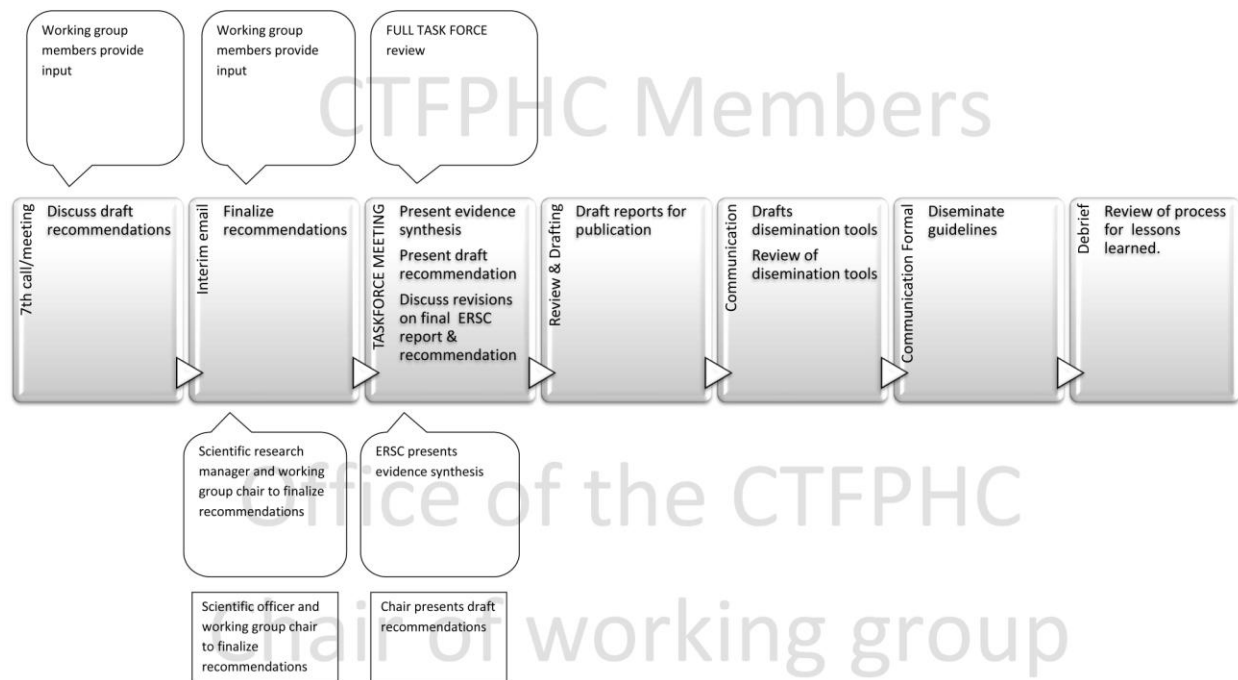 Working group
members provide
input
Working group
members provide
input
FULL TASK FORCE
review
CTFPHC Members
7th call/meeting
Discuss draft
recommendations
Interim email
Finalize
recommendations
TASKFORCE MEETING
Present evidence
synthesis
Present draft
recommendation
Discuss revisions
on final ERSC
report &
recommendation
Review & Drafting
Draft reports for
publication
Communication
Drafts
disemination tools
Review of
disemination tools
Communication Formal
Diseminate
guidelines
Debrief
Review of process
for lessons
learned.
Scientific research
manager and working
group chair to finalize
recommendations
ERSC presents
evidence synthesis
Office of the CTFPHC
Scientific officer and
working group chair
to finalize
recommendations
Chair presents draft
recommendations
Chair of working group